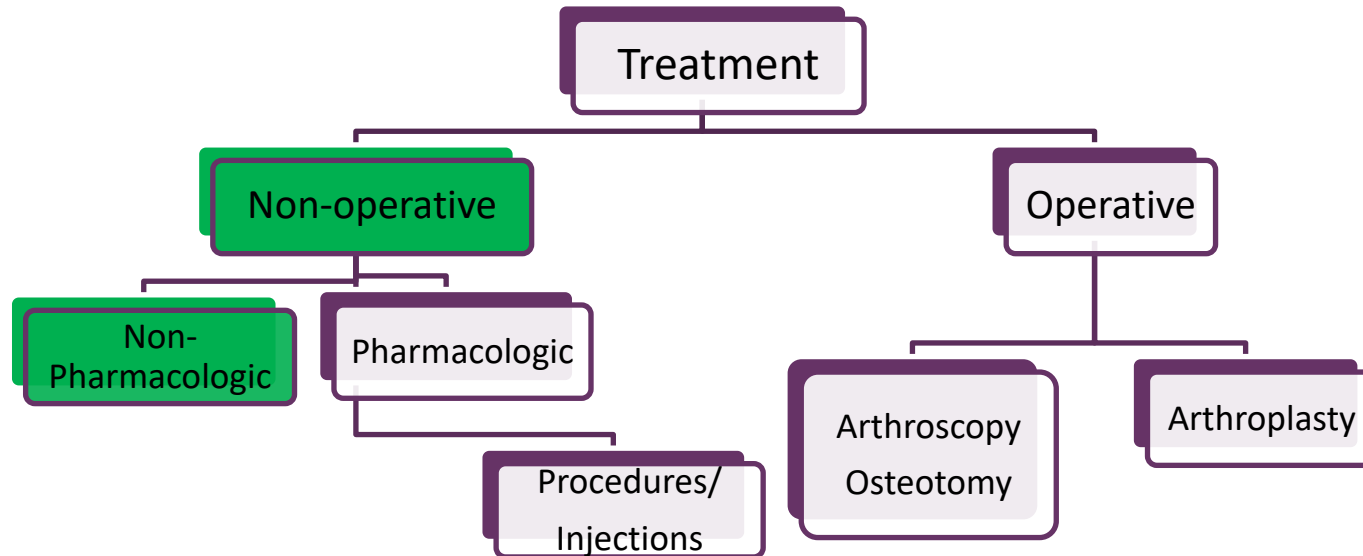 Treatment
Non-operative
Operative
Non-
Pharmacologic
Pharmacologic
Arthroscopy
Osteotomy
Arthroplasty
Procedures/
Injections